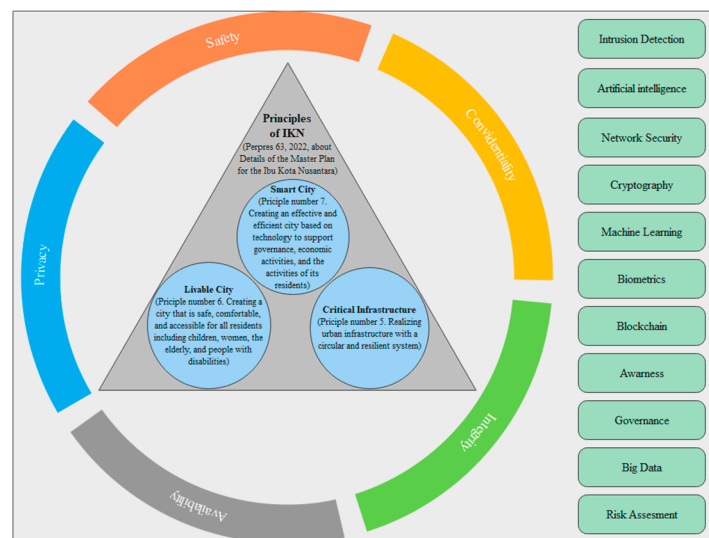 Safety
Convidentiality
Integrity
Availability
Privacy
Principles
of IKN
(Perpres 63, 2022, about
Details of the Master Plan
for the Ibu Kota Nusantara)
Smart City
(Priciple number 7.
Creating an effective and
efficient city based on
technology to support
governance, economic
activities, and the
activities of its
residents)
Livable City
(Priciple number 6. Creating a
city that is safe, comfortable,
and accessible for all residents
including children, women, the
elderly, and people with
disabilities)
Critical Infrastructure
(Priciple number 5. Realizing
urban infrastructure with a
circular and resilient system)
Intrusion Detection
Artificial intelligence
Network Security
Cryptography
Machine Learning
Biometrics
Blockchain
Awarness
Governance
Big Data
Risk Assesment